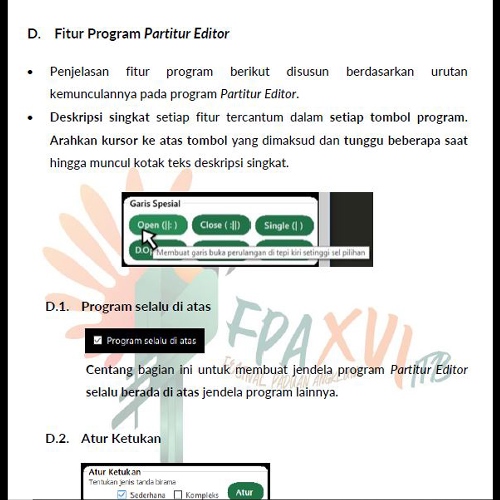 D. Fitur Program Partitur Editor
• Penjelasan fitur program berikut disusun berdasarkan urutan
kemunculannya pada program Partitur Editor.
• Deskripsi singkat setiap fitur tercantum dalam setiap tombol program.
Arahkan kursor ke atas tombol yang dimaksud dan tunggu beberapa saat
hingga muncul kotak teks deskripsi singkat.
Garis Spesial
Open (||: ) Close ( :||) Single (| )
D.Op
Membuat garis buka perulangan di tepi kiri setinggi sel pilihan
D.1. Program selalu di atas
Program selalu di atas
FPA XVI ITB
Centang bagian ini untuk membuat jendela program Partitur Editor
selalu berada di atas jendela program lainnya.
D.2. Atur Ketukan
Atur Ketukan
Tentukan jenis tanda birama
Sederhana Kompleks Atur